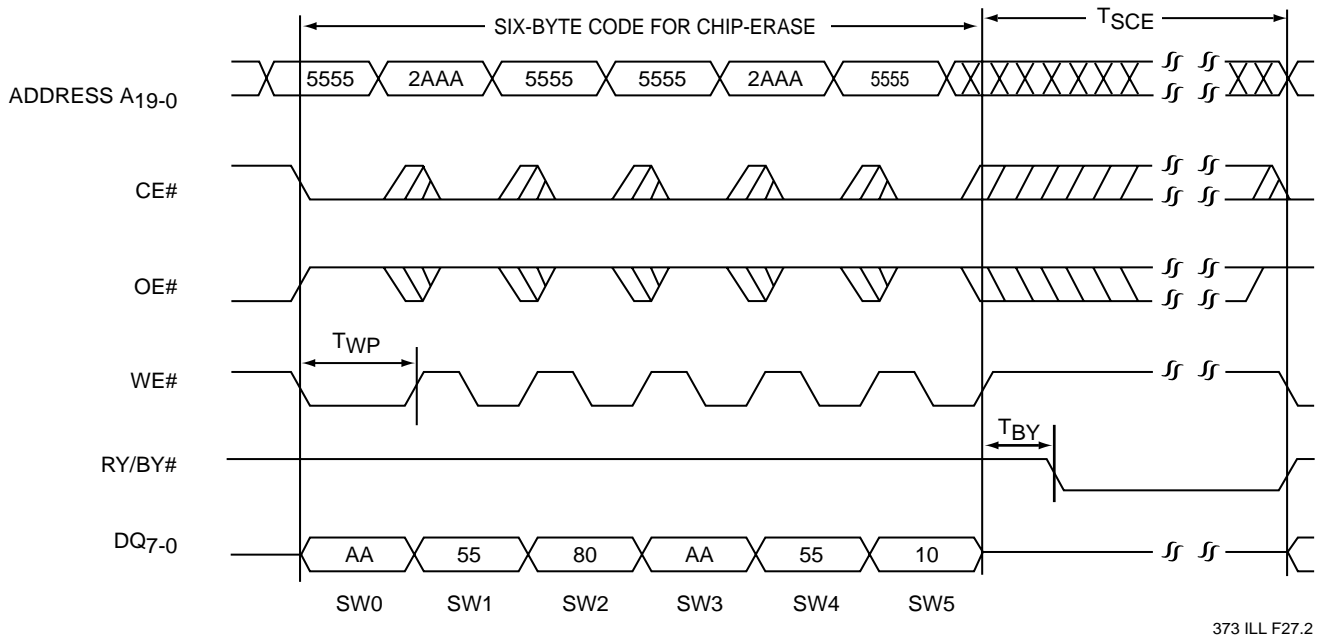 SIX-BYTE CODE FOR CHIP-ERASE TSCE
ADDRESS A19-0 5555 2AAA 5555 5555 2AAA 5555
CE#
OE#
TWP
WE#
TBY
RY/BY#
DQ7-0 AA 55 80 AA 55 10
SW0 SW1 SW2 SW3 SW4 SW5
373 ILL F27.2